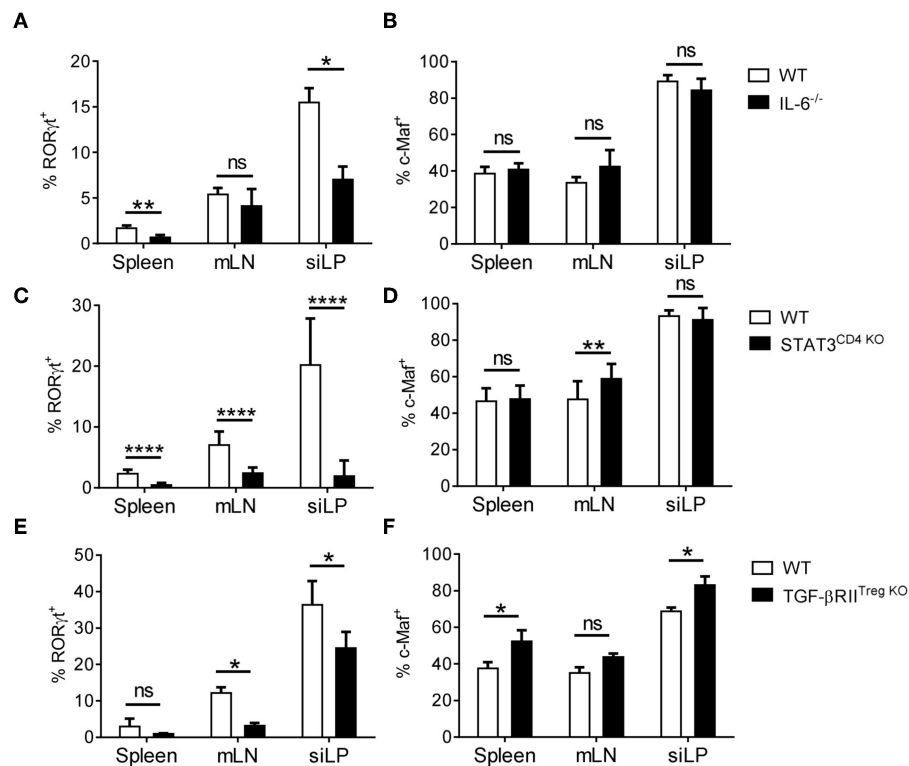 A
% RORγt+
20
15
10
5
0
**
ns
*
Spleen mLN siLP
B
% c-Maf+
100
80
60
40
20
0
ns
ns
ns
Spleen mLN siLP
WT
IL-6-/-
C
% RORγt+
30
20
10
0
****
****
****
Spleen mLN siLP
D
% c-Maf+
100
80
60
40
20
0
ns
**
ns
Spleen mLN siLP
WT
STAT3CD4 KO
E
% RORγt+
50
40
30
20
10
0
ns
*
*
Spleen mLN siLP
F
% c-Maf+
100
80
60
40
20
0
*
ns
*
Spleen mLN siLP
WT
TGF-βRIITreg KO